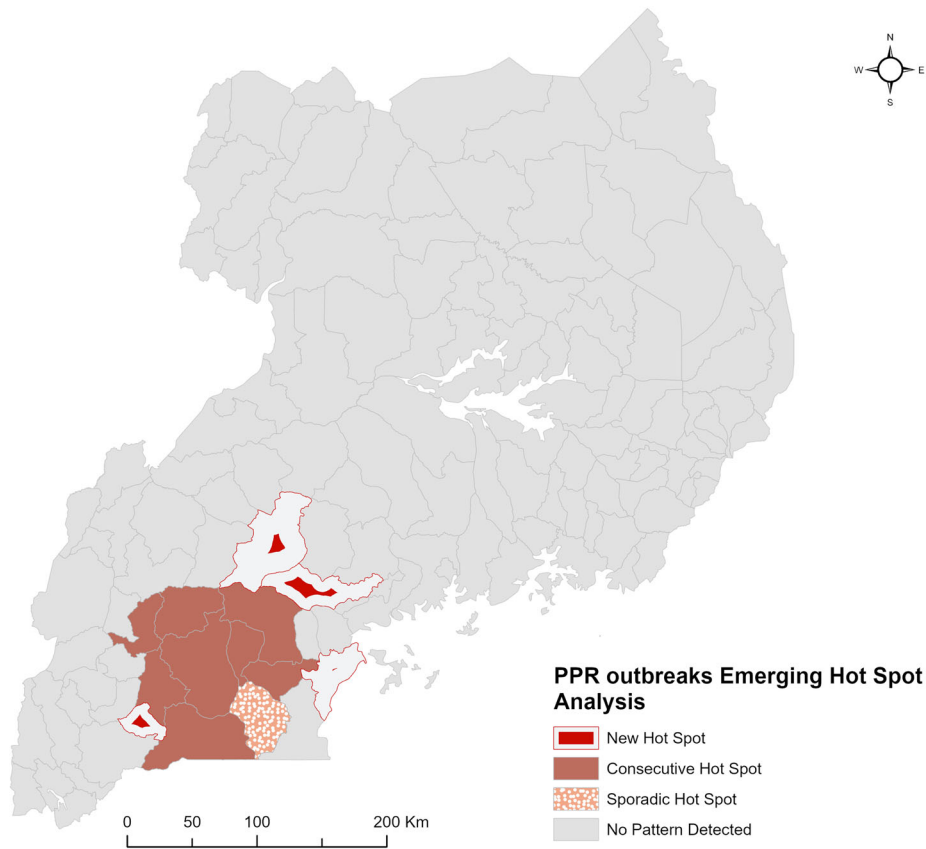 N
W E
S
PPR outbreaks Emerging Hot Spot
Analysis
New Hot Spot
Consecutive Hot Spot
Sporadic Hot Spot
No Pattern Detected
0 50 100 200 Km